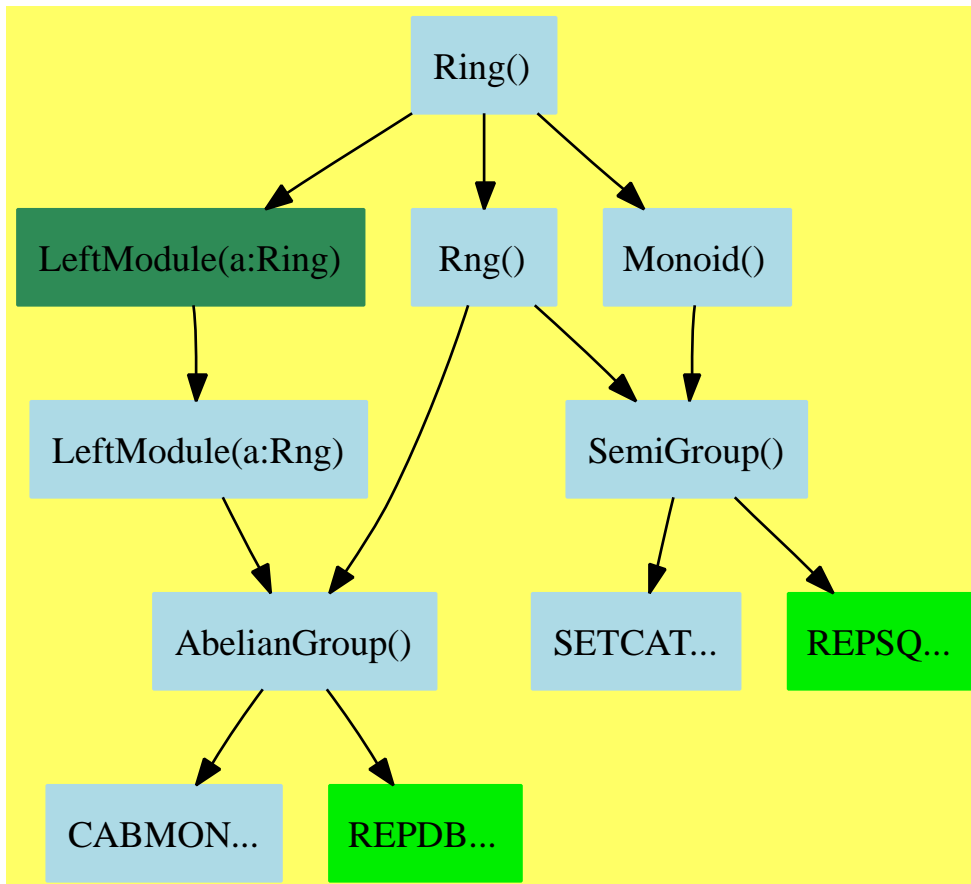 Ring()
LeftModule(a:Ring)
Rng()
Monoid()
LeftModule(a:Rng)
SemiGroup()
AbelianGroup()
SETCAT...
REPSQ...
CABMON...
REPDB...